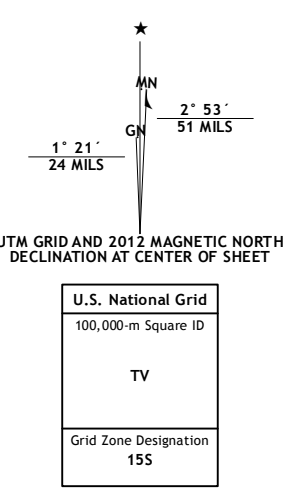 ★
MN
2° 53´
51 MILS
GN
1° 21´
24 MILS
UTM GRID AND 2012 MAGNETIC NORTH
DECLINATION AT CENTER OF SHEET
U.S. National Grid
100,000-m Square ID
TV
Grid Zone Designation
15S